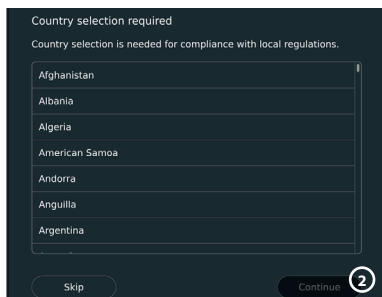 Country selection required
Country selection is needed for compliance with local regulations.
Afghanistan
Albania
Algeria
American Samoa
Andorra
Anguilla
Argentina
Skip
Continue
2